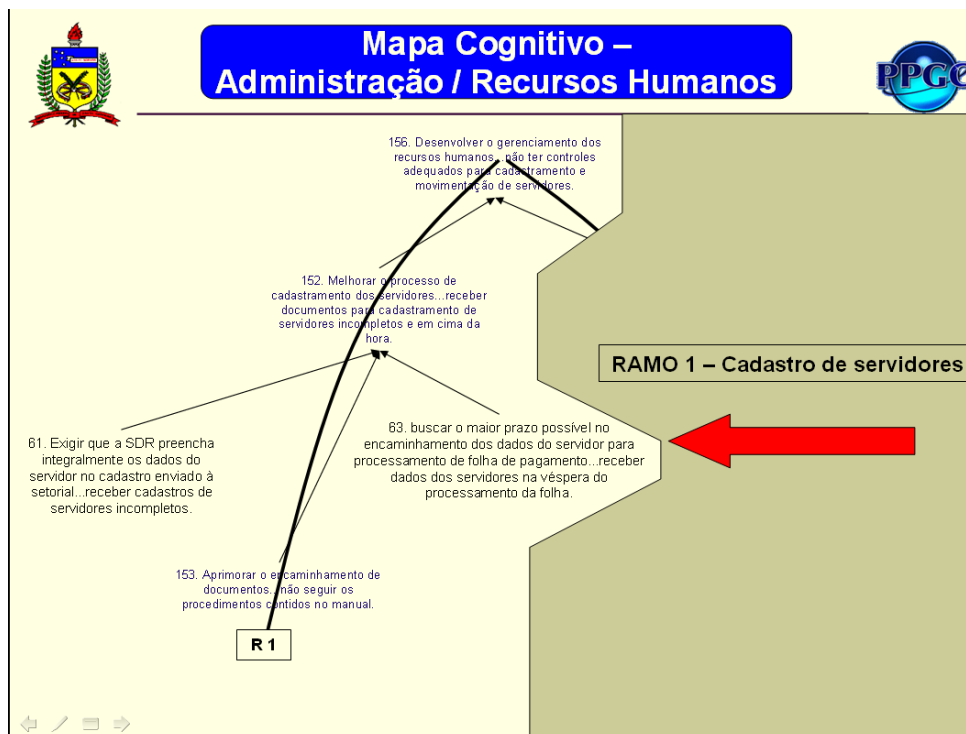 Mapa Cognitivo –
Administração / Recursos Humanos
PPGC
156. Desenvolver o gerenciamento dos
recursos humanos...não ter controles
adequados para cadastramento e
movimentação de servidores.
152. Melhorar o processo de
cadastramento dos servidores...receber
documentos para cadastramento de
servidores incompletos e em cima da
hora.
RAMO 1 – Cadastro de servidores
61. Exigir que a SDR preencha
integralmente os dados do
servidor no cadastro enviado à
setorial...receber cadastros de
servidores incompletos.
63. buscar o maior prazo possível no
encaminhamento dos dados do servidor para
processamento de folha de pagamento...receber
dados dos servidores na véspera do
processamento da folha.
153. Aprimorar o encaminhamento de
documentos...não seguir os
procedimentos contidos no manual.
R 1